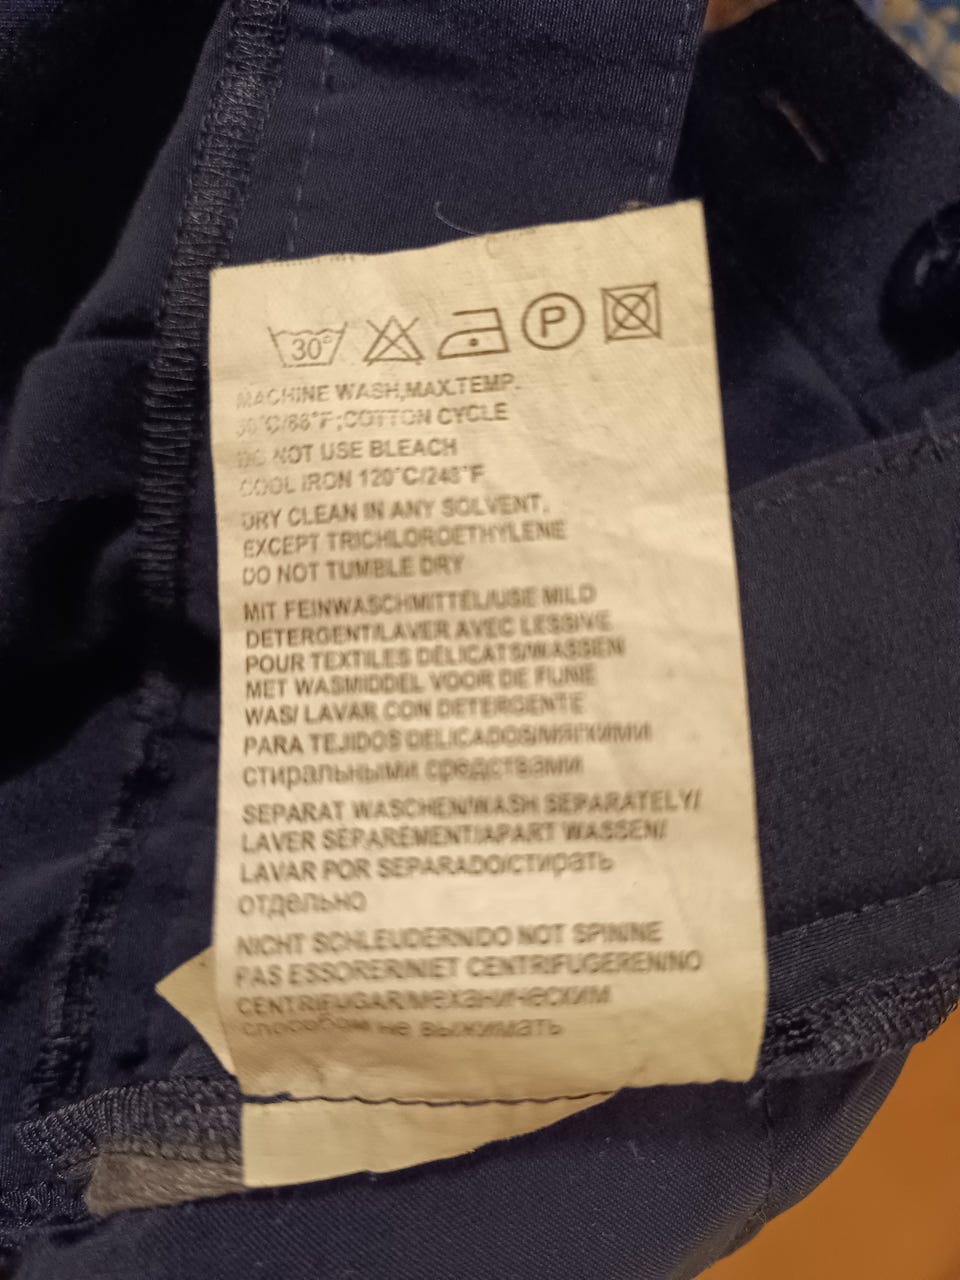 30°
P
MACHINE WASH,MAX.TEMP.
30°C/86°F;COTTON CYCLE
DO NOT USE BLEACH
COOL IRON 120°C/248°F
DRY CLEAN IN ANY SOLVENT,
EXCEPT TRICHLOROETHYLENE
DO NOT TUMBLE DRY
MIT FEINWASCHMITTEL/USE MILD
DETERGENT/LAVER AVEC LESSIVE
POUR TEXTILES DÉLICATS/WASSEN
MET WASMIDDEL VOOR DE FIJNE
WAS/ LAVAR CON DETERGENTE
PARA TEJIDOS DELICADOS/мягкими
стиральными средствами
SEPARAT WASCHEN/WASH SEPARATELY/
LAVER SÉPARÉMENT/APART WASSEN/
LAVAR POR SEPARADO/стирать
отдельно
NICHT SCHLEUDERN/DO NOT SPIN/NE
PAS ESSORER/NIET CENTRIFUGEREN/NO
CENTRIFUGAR/механическим
способом не выжимать